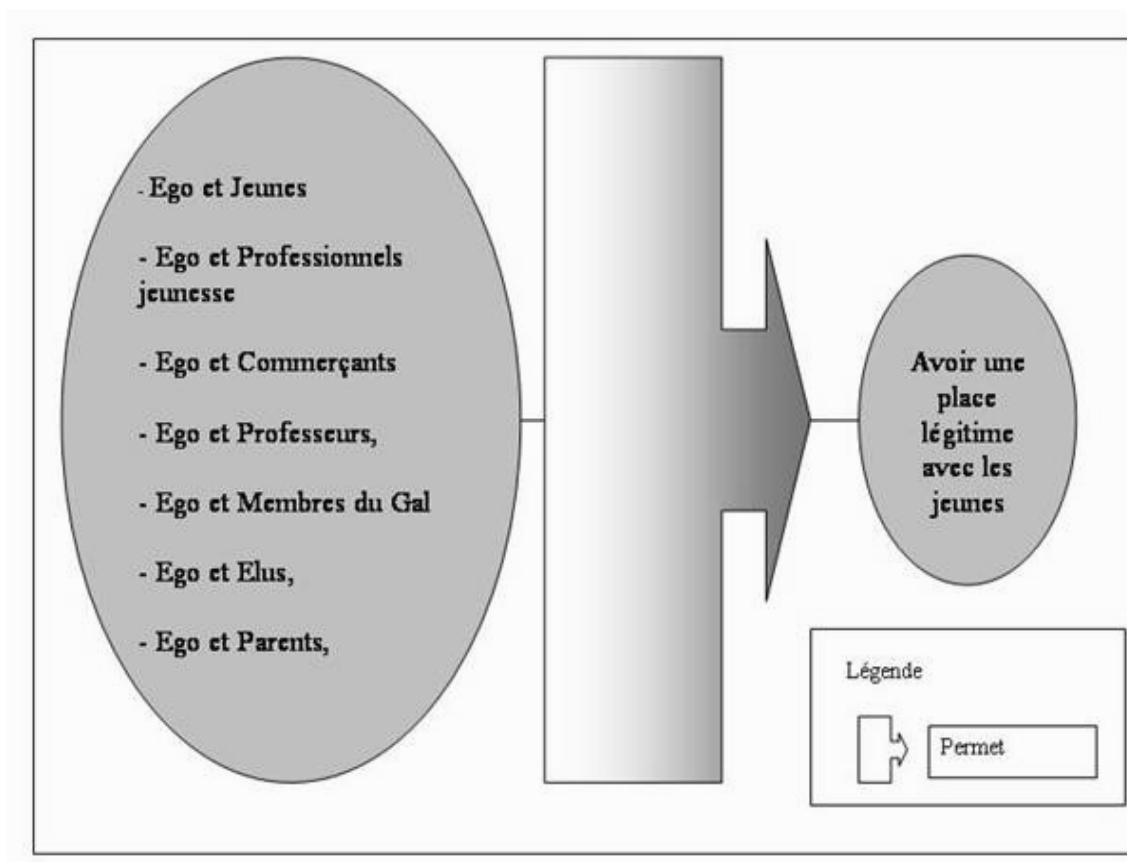 - Ego et Jeunes
- Ego et Professionnels
jeunesse
- Ego et Commerçants
- Ego et Professeurs,
- Ego et Membres du Gal
- Ego et Elus,
- Ego et Parents,
Avoir une
place
légitime
avec les
jeunes
Légende
Permet